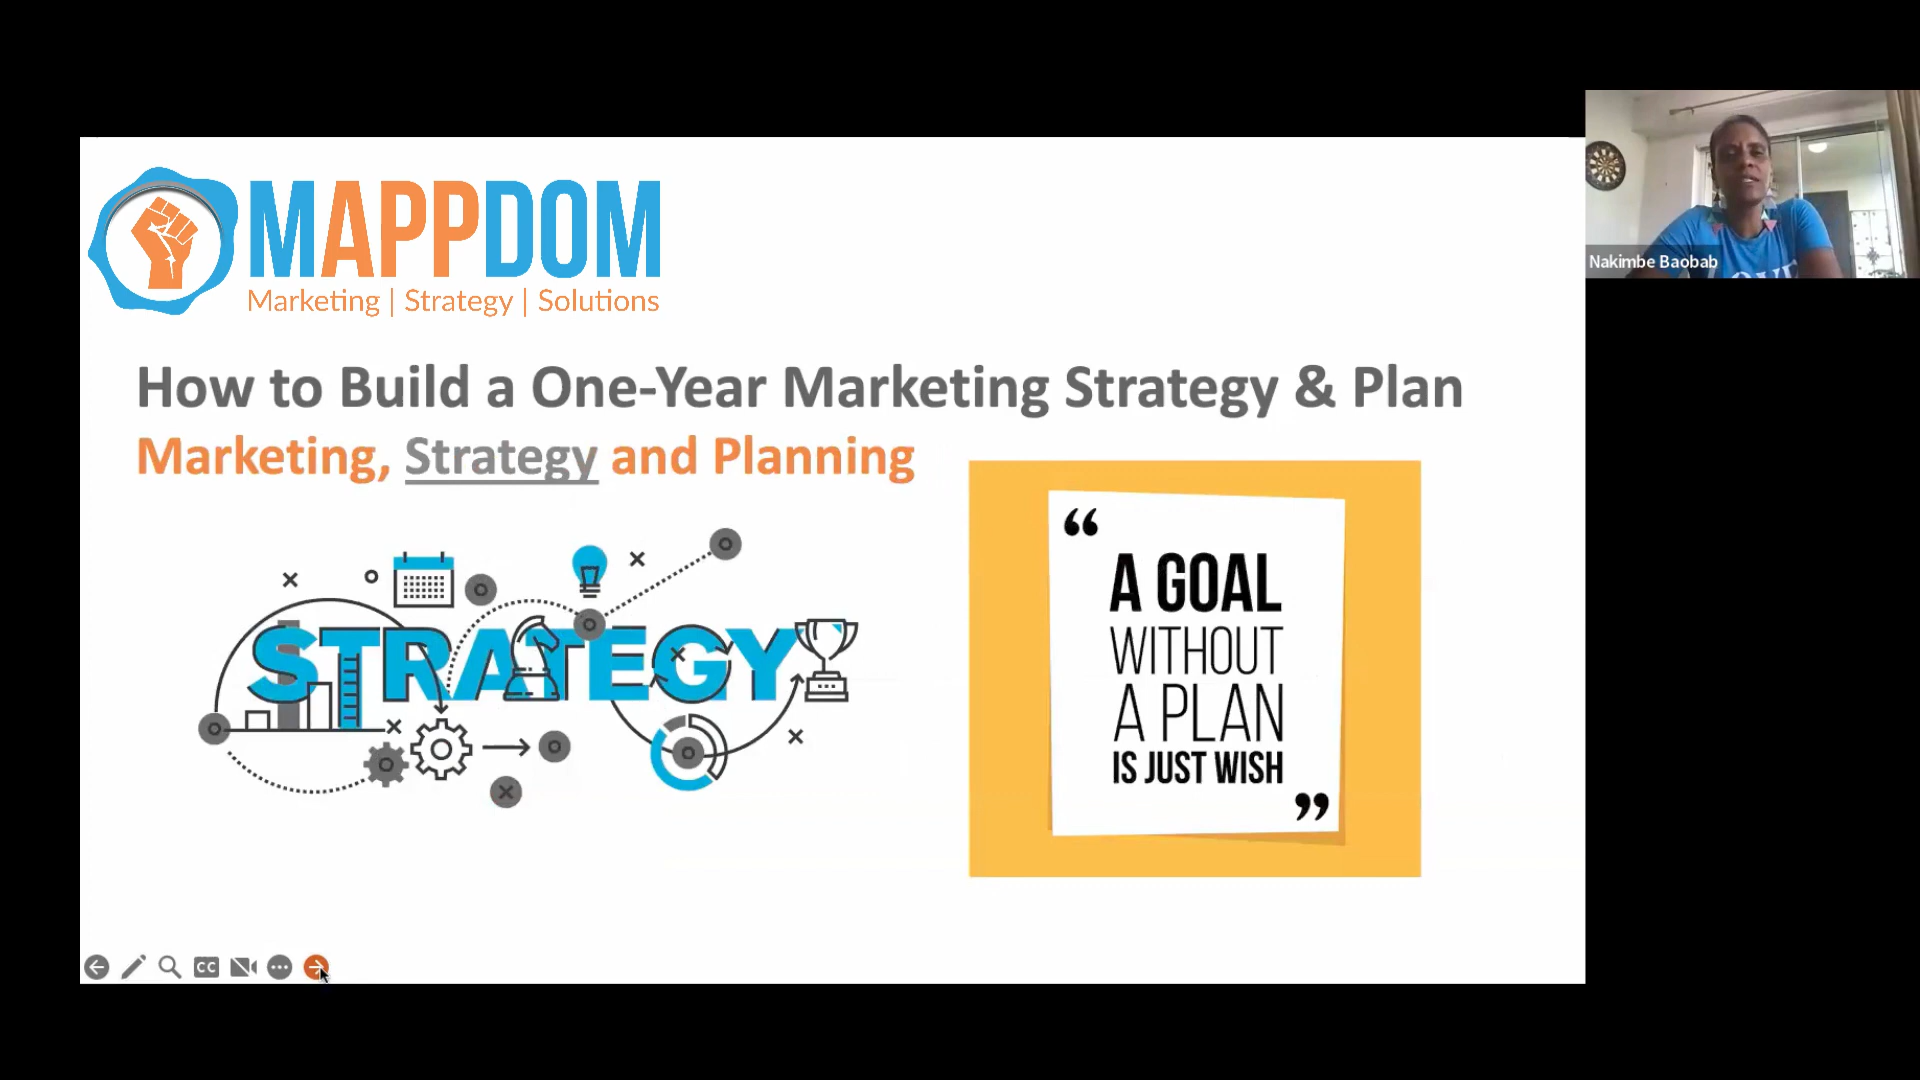 MAPPDOM
Marketing | Strategy | Solutions
How to Build a One-Year Marketing Strategy & Plan
Marketing, Strategy and Planning
STRATEGY
“
A GOAL
WITHOUT
A PLAN
IS JUST WISH
”
CC
Nakimbe Baobab